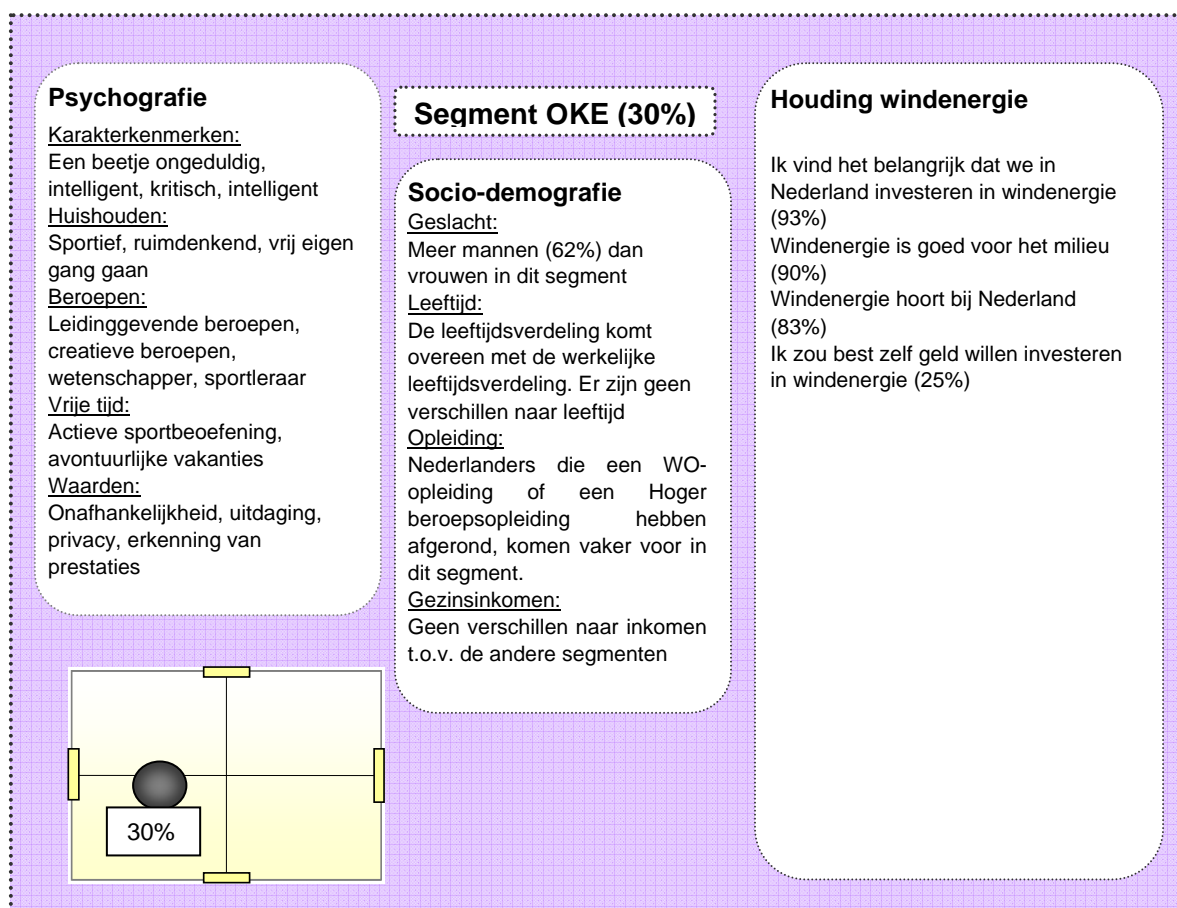 Psychografie
Karakterkenmerken:
Een beetje ongeduldig,
intelligent, kritisch, intelligent
Huishouden:
Sportief, ruimdenkend, vrij eigen
gang gaan
Beroepen:
Leidinggevende beroepen,
creatieve beroepen,
wetenschapper, sportleraar
Vrije tijd:
Actieve sportbeoefening,
avontuurlijke vakanties
Waarden:
Onafhankelijkheid, uitdaging,
privacy, erkenning van
prestaties
30%
Segment OKE (30%)
Socio-demografie
Geslacht:
Meer mannen (62%) dan
vrouwen in dit segment
Leeftijd:
De leeftijdsverdeling komt
overeen met de werkelijke
leeftijdsverdeling. Er zijn geen
verschillen naar leeftijd
Opleiding:
Nederlanders die een WO-
opleiding of een Hoger
beroepsopleiding hebben
afgerond, komen vaker voor in
dit segment.
Gezinsinkomen:
Geen verschillen naar inkomen
t.o.v. de andere segmenten
Houding windenergie
Ik vind het belangrijk dat we in
Nederland investeren in windenergie
(93%)
Windenergie is goed voor het milieu
(90%)
Windenergie hoort bij Nederland
(83%)
Ik zou best zelf geld willen investeren
in windenergie (25%)